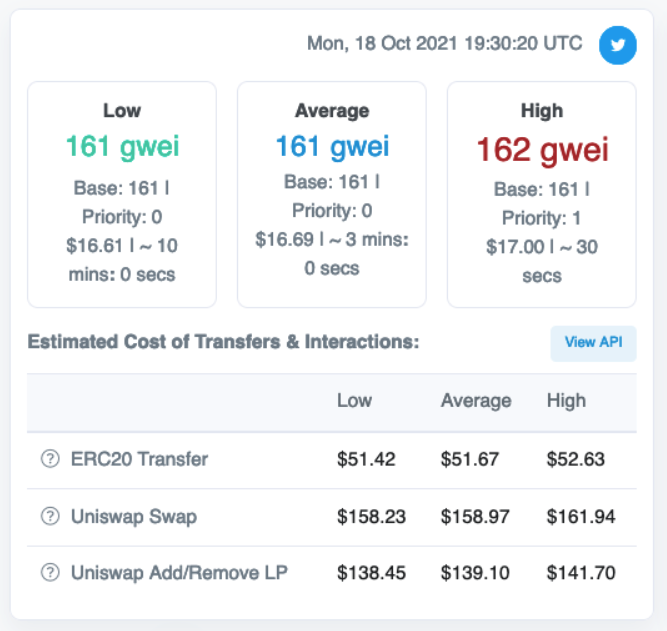 Mon, 18 Oct 2021 19:30:20 UTC
Low
161 gwei
Base: 161 |
Priority: 0
$16.61 | ~ 10
mins: 0 secs
Average
161 gwei
Base: 161 |
Priority: 0
$16.69 | ~ 3 mins:
0 secs
High
162 gwei
Base: 161 |
Priority: 1
$17.00 | ~ 30
secs
Estimated Cost of Transfers & Interactions:
View API
Low Average High
ERC20 Transfer $51.42 $51.67 $52.63
Uniswap Swap $158.23 $158.97 $161.94
Uniswap Add/Remove LP $138.45 $139.10 $141.70